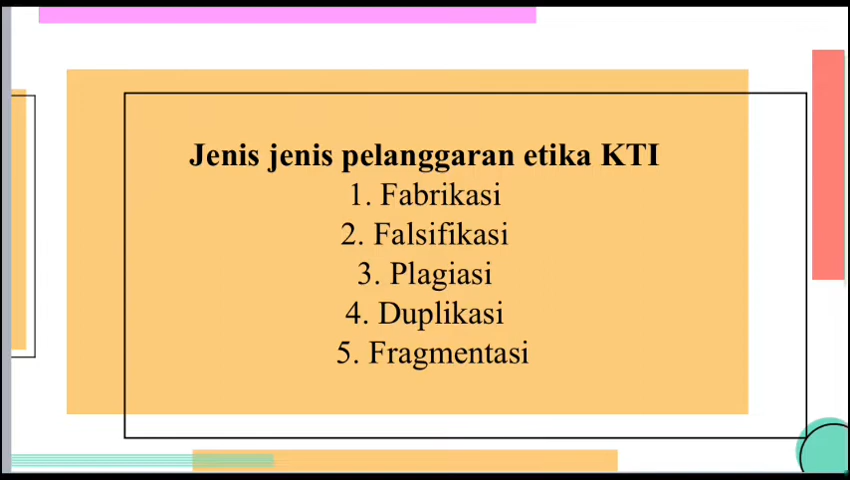 Jenis jenis pelanggaran etika KTI
1. Fabrikasi
2. Falsifikasi
3. Plagiasi
4. Duplikasi
5. Fragmentasi